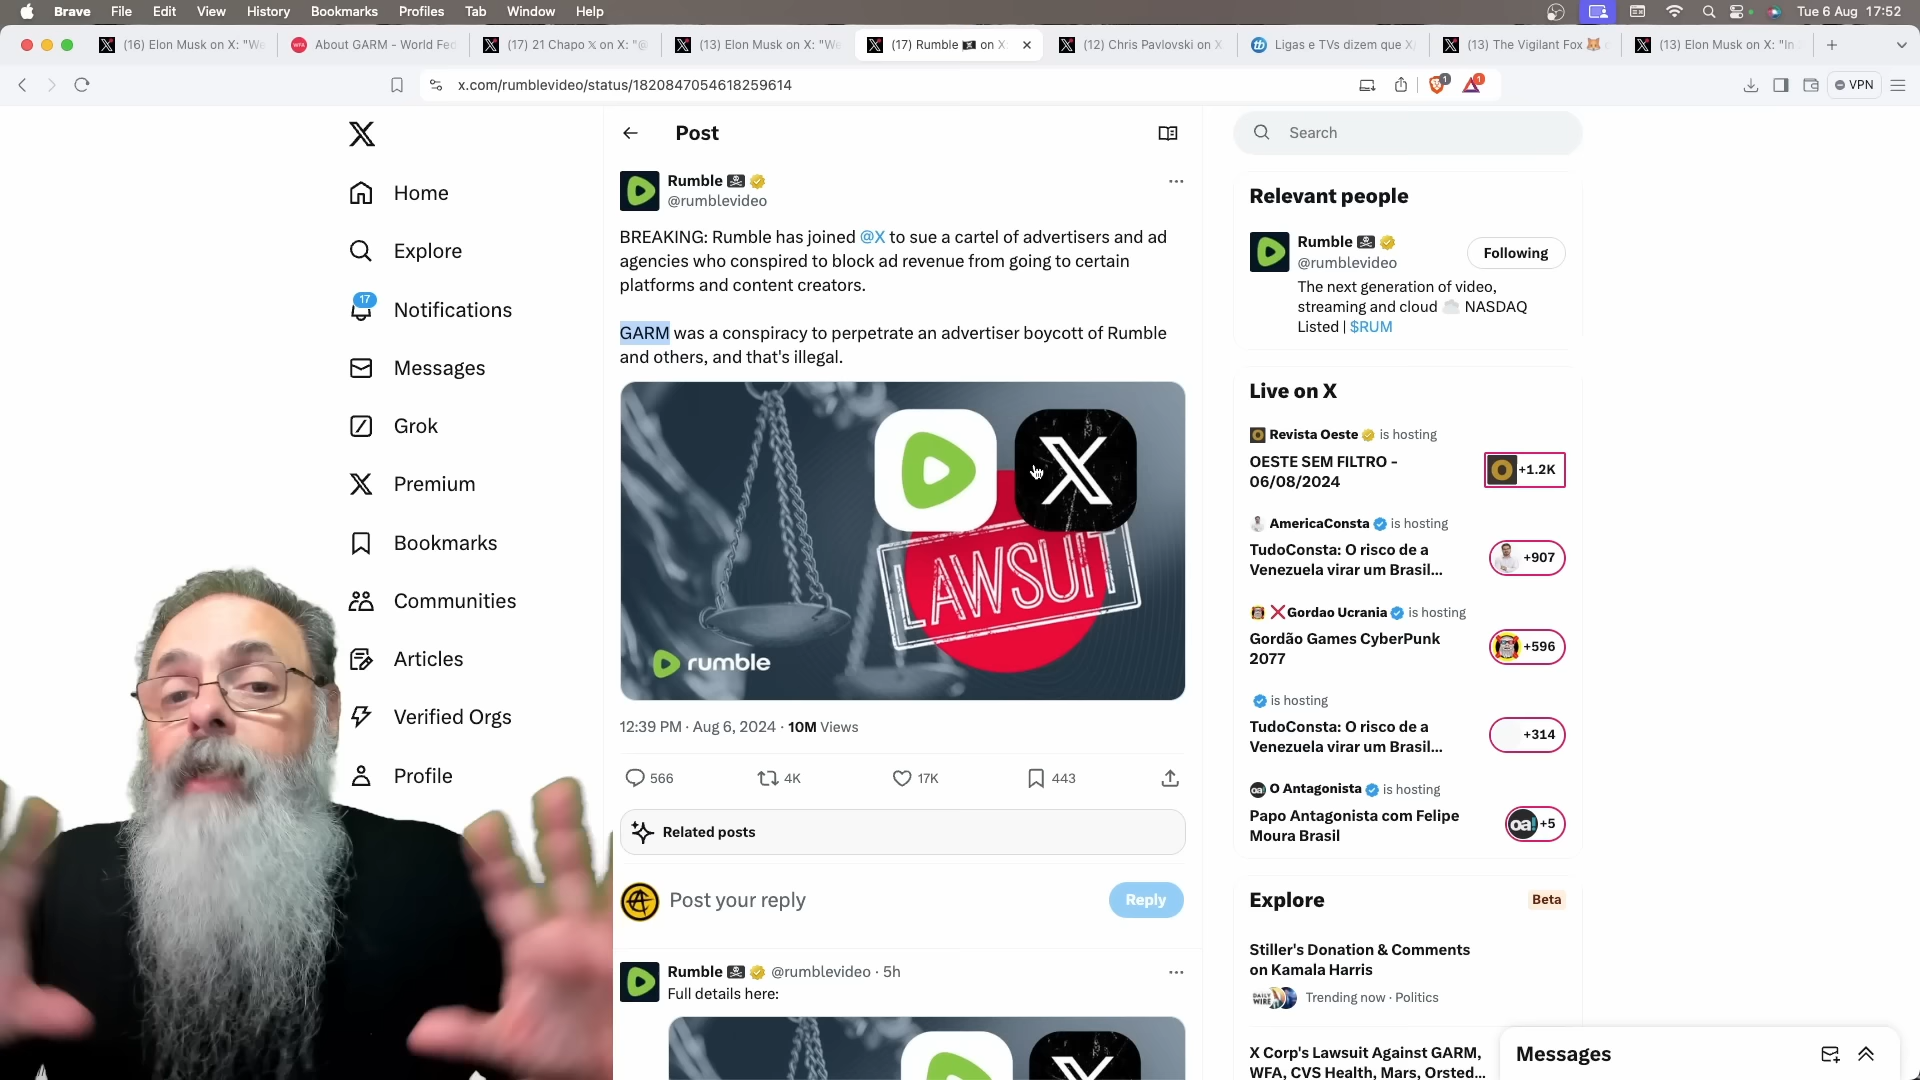 Brave File Edit View History Bookmarks Profiles Tab Window Help
Tue 6 Aug 17:52
(16) Elon Musk on X: "We
About GARM - World Fed
(17) 21 Chapo 𝕏 on X: "@
(13) Elon Musk on X: "We
(17) Rumble on X
(12) Chris Pavlovski on X
Ligas e TVs dizem que X
(13) The Vigilant Fox
(13) Elon Musk on X: "In
x.com/rumblevideo/status/1820847054618259614
1
1
VPN
Home
Explore
17
Notifications
Messages
Grok
Premium
Bookmarks
Communities
Articles
Verified Orgs
Profile
Post
Rumble
@rumblevideo
BREAKING: Rumble has joined @X to sue a cartel of advertisers and ad
agencies who conspired to block ad revenue from going to certain
platforms and content creators.
GARM was a conspiracy to perpetrate an advertiser boycott of Rumble
and others, and that's illegal.
LAWSUIT
rumble
12:39 PM · Aug 6, 2024 · 10M Views
566 4K 17K 443
Related posts
Post your reply
Reply
Rumble @rumblevideo · 5h
Full details here:
Search
Relevant people
Rumble
@rumblevideo
Following
The next generation of video,
streaming and cloud NASDAQ
Listed | $RUM
Live on X
Revista Oeste is hosting
OESTE SEM FILTRO -
06/08/2024
+1.2K
AmericaConsta is hosting
TudoConsta: O risco de a
Venezuela virar um Brasil...
+907
Gordao Ucrania is hosting
Gordão Games CyberPunk
2077
+596
is hosting
TudoConsta: O risco de a
Venezuela virar um Brasil...
+314
O Antagonista is hosting
Papo Antagonista com Felipe
Moura Brasil
oa!
+5
Explore
Beta
Stiller's Donation & Comments
on Kamala Harris
DAILY WIRE
Trending now · Politics
X Corp's Lawsuit Against GARM,
WFA, CVS Health, Mars, Orsted...
Messages